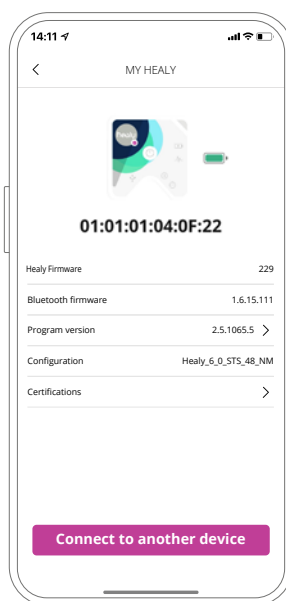 14:11
MY HEALY
healy
01:01:01:04:0F:22
Healy Firmware 229
Bluetooth firmware 1.6.15.111
Program version 2.5.1065.5
Configuration Healy_6_0_STS_48_NM
Certifications
Connect to another device